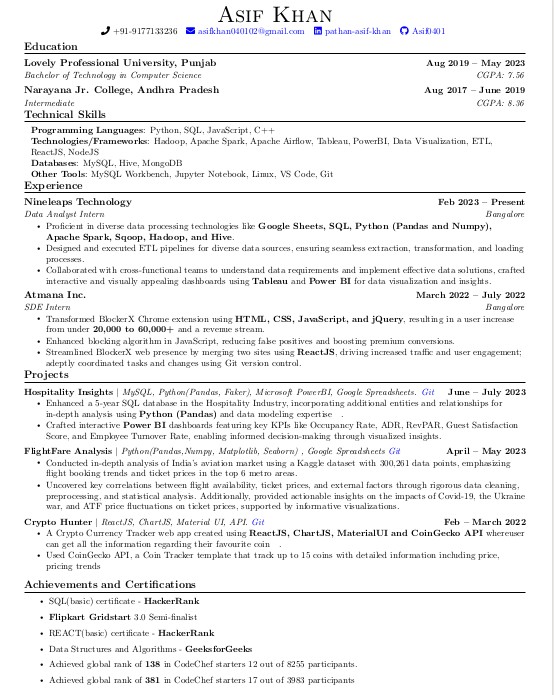 Asif Khan
+91-9177133236 asifkhan040102@gmail.com pathan-asif-khan Asif0401
Education
Lovely Professional University, Punjab Aug 2019 – May 2023
Bachelor of Technology in Computer Science CGPA: 7.56
Narayana Jr. College, Andhra Pradesh Aug 2017 – June 2019
Intermediate CGPA: 8.36
Technical Skills
Programming Languages: Python, SQL, JavaScript, C++
Technologies/Frameworks: Hadoop, Apache Spark, Apache Airflow, Tableau, PowerBI, Data Visualization, ETL,
ReactJS, NodeJS
Databases: MySQL, Hive, MongoDB
Other Tools: MySQL Workbench, Jupyter Notebook, Linux, VS Code, Git
Experience
Nineleaps Technology Feb 2023 – Present
Data Analyst Intern Bangalore
• Proficient in diverse data processing technologies like Google Sheets, SQL, Python (Pandas and Numpy),
Apache Spark, Sqoop, Hadoop, and Hive.
• Designed and executed ETL pipelines for diverse data sources, ensuring seamless extraction, transformation, and loading
processes.
• Collaborated with cross-functional teams to understand data requirements and implement effective data solutions, crafted
interactive and visually appealing dashboards using Tableau and Power BI for data visualization and insights.
Atmana Inc. March 2022 – July 2022
SDE Intern Bangalore
• Transformed BlockerX Chrome extension using HTML, CSS, JavaScript, and jQuery, resulting in a user increase
from under 20,000 to 60,000+ and a revenue stream.
• Enhanced blocking algorithm in JavaScript, reducing false positives and boosting premium conversions.
• Streamlined BlockerX web presence by merging two sites using ReactJS, driving increased traffic and user engagement;
adeptly coordinated tasks and changes using Git version control.
Projects
Hospitality Insights | MySQL, Python(Pandas, Faker), Microsoft PowerBI, Google Spreadsheets. Git June – July 2023
• Enhanced a 5-year SQL database in the Hospitality Industry, incorporating additional entities and relationships for
in-depth analysis using Python (Pandas) and data modeling expertise .
• Crafted interactive Power BI dashboards featuring key KPIs like Occupancy Rate, ADR, RevPAR, Guest Satisfaction
Score, and Employee Turnover Rate, enabling informed decision-making through visualized insights.
FlightFare Analysis | Python(Pandas,Numpy, Matplotlib, Seaborn) , Google Spreadsheets Git April – May 2023
• Conducted in-depth analysis of India's aviation market using a Kaggle dataset with 300,261 data points, emphasizing
flight booking trends and ticket prices in the top 6 metro areas.
• Uncovered key correlations between flight availability, ticket prices, and external factors through rigorous data cleaning,
preprocessing, and statistical analysis. Additionally, provided actionable insights on the impacts of Covid-19, the Ukraine
war, and ATF price fluctuations on ticket prices, supported by informative visualizations.
Crypto Hunter | ReactJS, ChartJS, Material UI, API. Git Feb – March 2022
• A Crypto Currency Tracker web app created using ReactJS, ChartJS, MaterialUI and CoinGecko API whereuser
can get all the information regarding their favourite coin .
• Used CoinGecko API, a Coin Tracker template that track up to 15 coins with detailed information including price,
pricing trends
Achievements and Certifications
• SQL(basic) certificate - HackerRank
• Flipkart Gridstart 3.0 Semi-finalist
• REACT(basic) certificate - HackerRank
• Data Structures and Algorithms - GeeksforGeeks
• Achieved global rank of 138 in CodeChef starters 12 out of 8255 participants.
• Achieved global rank of 381 in CodeChef starters 17 out of 3983 participants